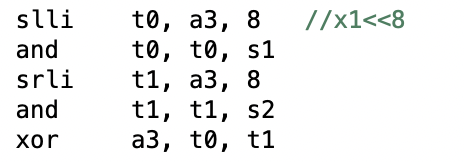 slli    t0, a3, 8   //x1<<8
and     t0, t0, s1
srli    t1, a3, 8
and     t1, t1, s2
xor     a3, t0, t1